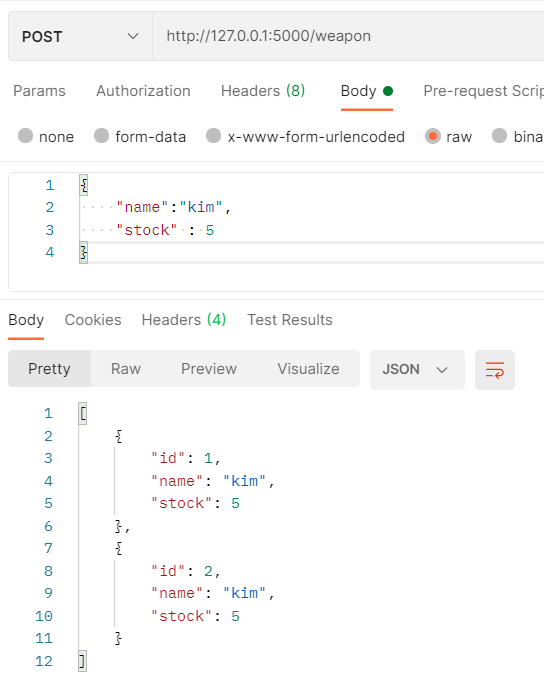 POST http://127.0.0.1:5000/weapon
Params Authorization Headers (8) Body Pre-request Scrip
none form-data x-www-form-urlencoded raw bina
1 {
2 "name":"kim",
3 "stock" : 5
4 }
Body Cookies Headers (4) Test Results
Pretty Raw Preview Visualize JSON
1 [
2 {
3 "id": 1,
4 "name": "kim",
5 "stock": 5
6 },
7 {
8 "id": 2,
9 "name": "kim",
10 "stock": 5
11 }
12 ]